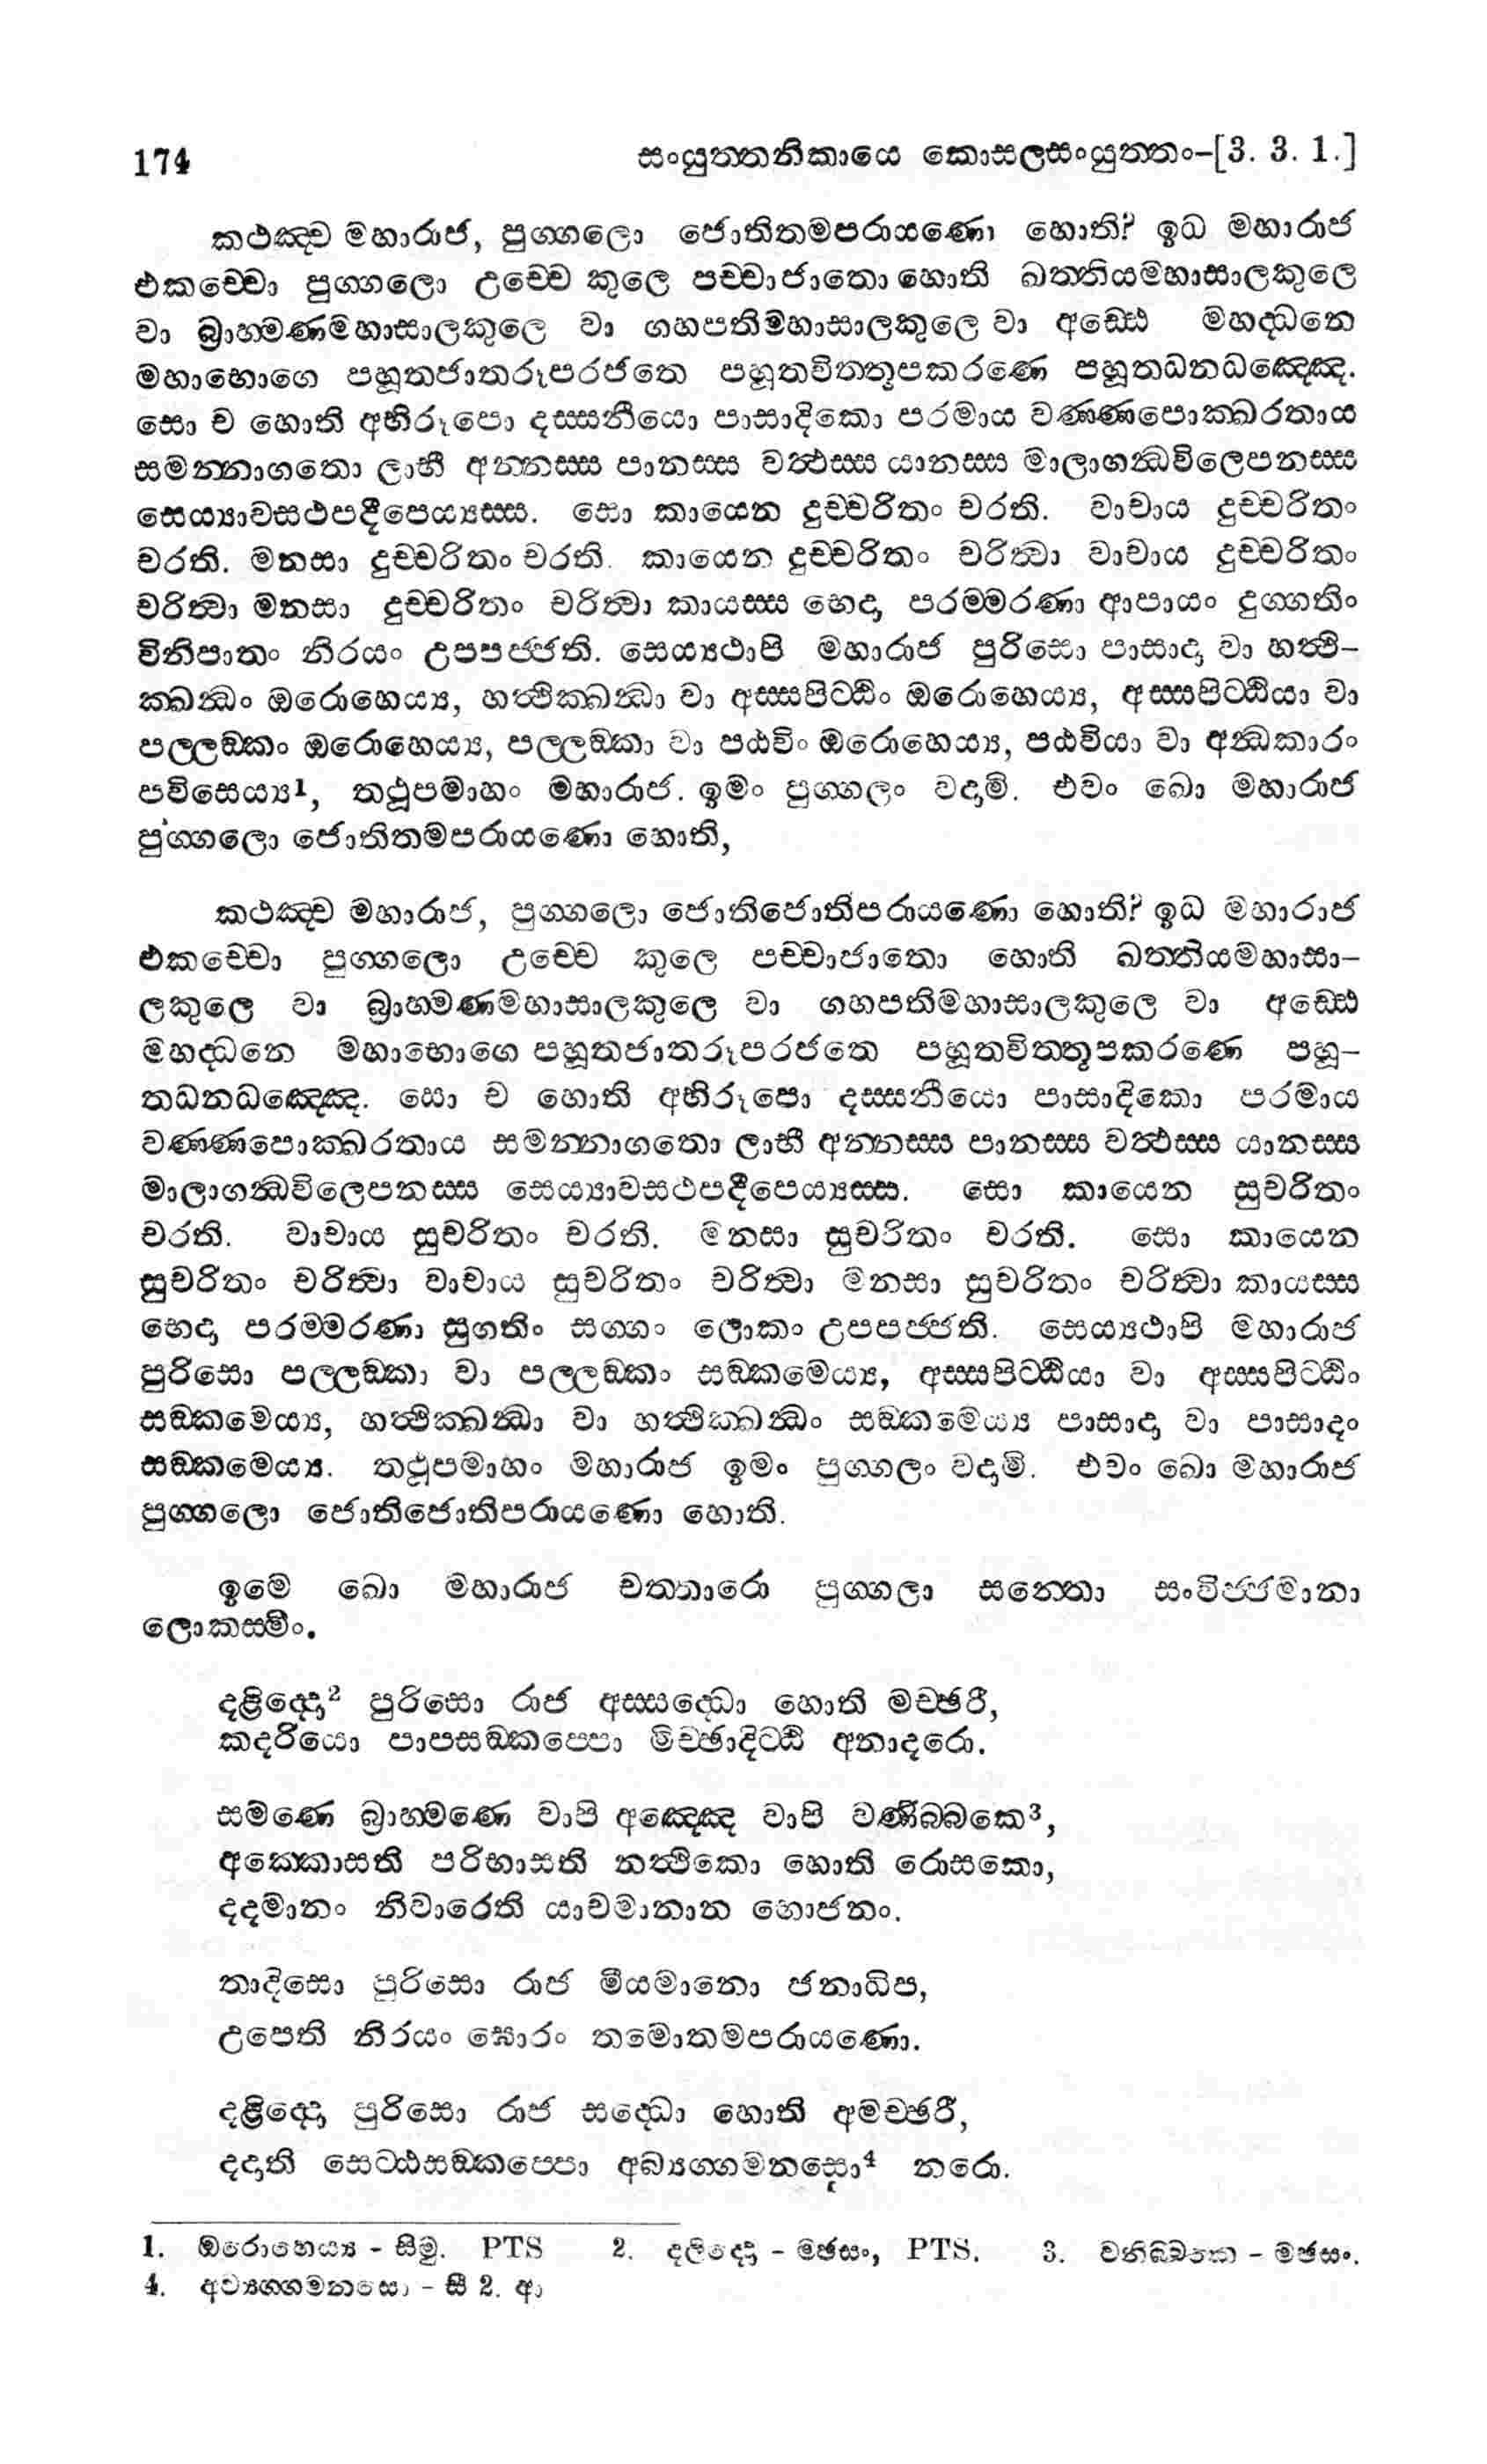 174 සංයුත්තනිකායෙ කොසලසංයුත්තං-[3. 3. 1.]
කථඤ්ච මහාරාජ, පුග්ගලො ජොතිතමපරායණො හොති? ඉධ මහාරාජ
එකච්චො පුග්ගලො උච්චෙ කුලෙ පච්චාජාතො හොති ඛත්තියමහාසාලකුලෙ
වා බ්‍රාහ්මණමහාසාලකුලෙ වා ගහපතිමහාසාලකුලෙ වා අඩ්ඪෙ මහද්ධනෙ
මහාභොගෙ පහූතජාතරූපරජතෙ පහූතවිත්තූපකරණෙ පහූතධනධඤ්ඤෙ.
සො ච හොති අභිරූපො දස්සනීයො පාසාදිකො පරමාය වණ්ණපොක්ඛරතාය
සමන්නාගතො ලාභී අන්නස්ස පානස්ස වත්ථස්ස යානස්ස මාලාගන්ධවිලෙපනස්ස
සෙය්‍යාවසථපදීපෙය්‍යස්ස. සො කායෙන දුච්චරිතං චරති. වාචාය දුච්චරිතං
චරති. මනසා දුච්චරිතං චරති. කායෙන දුච්චරිතං චරිත්‍වා වාචාය දුච්චරිතං
චරිත්‍වා මනසා දුච්චරිතං චරිත්‍වා කායස්ස භෙදා පරම්මරණා ආපායං දුග්ගතිං
විනිපාතං නිරයං උපපජ්ජති. සෙය්‍යථාපි මහාරාජ පුරිසො පාසාදා වා හත්ථි-
ක්ඛන්ධං ඔරොහෙය්‍ය, හත්ථික්ඛන්ධා වා අස්සපිට්ඨිං ඔරොහෙය්‍ය, අස්සපිට්ඨියා වා
පල්ලඞ්කං ඔරොහෙය්‍ය, පල්ලඞ්කා වා පඨවිං ඔරොහෙය්‍ය, පඨවියා වා අන්ධකාරං
පවිසෙය්‍ය¹, තථූපමාහං මහාරාජ. ඉමං පුග්ගලං වදාමි. එවං ඛො මහාරාජ
පුග්ගලො ජොතිතමපරායණො හොති,
කථඤ්ච මහාරාජ, පුග්ගලො ජොතිජොතිපරායණො හොති? ඉධ මහාරාජ
එකච්චො පුග්ගලො උච්චෙ කුලෙ පච්චාජාතො හොති ඛත්තියමහාසා-
ලකුලෙ වා බ්‍රාහ්මණමහාසාලකුලෙ වා ගහපතිමහාසාලකුලෙ වා අඩ්ඪෙ
මහද්ධනෙ මහාභොගෙ පහූතජාතරූපරජතෙ පහූතවිත්තූපකරණෙ පහූ-
තධනධඤ්ඤෙ. සො ච හොති අභිරූපො දස්සනීයො පාසාදිකො පරමාය
වණ්ණපොක්ඛරතාය සමන්නාගතො ලාභී අන්නස්ස පානස්ස වත්ථස්ස යානස්ස
මාලාගන්ධවිලෙපනස්ස සෙය්‍යාවසථපදීපෙය්‍යස්ස. සො කායෙන සුචරිතං
චරති. වාචාය සුචරිතං චරති. මනසා සුචරිතං චරති. සො කායෙන
සුචරිතං චරිත්‍වා වාචාය සුචරිතං චරිත්‍වා මනසා සුචරිතං චරිත්‍වා කායස්ස
භෙදා පරම්මරණා සුගතිං සග්ගං ලොකං උපපජ්ජති. සෙය්‍යථාපි මහාරාජ
පුරිසො පල්ලඞ්කා වා පල්ලඞ්කං සඞ්කමෙය්‍ය, අස්සපිට්ඨියා වා අස්සපිට්ඨිං
සඞ්කමෙය්‍ය, හත්ථික්ඛන්ධා වා හත්ථික්ඛන්ධං සඞ්කමෙය්‍ය පාසාදා වා පාසාදං
සඞ්කමෙය්‍ය. තථූපමාහං මහාරාජ ඉමං පුග්ගලං වදාමි. එවං ඛො මහාරාජ
පුග්ගලො ජොතිජොතිපරායණො හොති.
ඉමෙ ඛො මහාරාජ චත්තාරො පුග්ගලා සන්තො සංවිජ්ජමානා
ලොකස්මිං.
දළිද්දො² පුරිසො රාජ අස්සද්ධො හොති මච්ඡරී,
කදරියො පාපසඞ්කප්පො මිච්ඡාදිට්ඨි අනාදරො.
සමණෙ බ්‍රාහ්මණෙ වාපි අඤ්ඤෙ වාපි වණිබ්බකෙ³,
අක්කොසති පරිභාසති නත්ථිකො හොති රොසකො,
දදමානං නිවාරෙති යාචමානාන භොජනං.
තාදිසො පුරිසො රාජ මීයමානො ජනාධිප,
උපෙති නිරයං ඝොරං තමොතමපරායණො.
දළිද්දො පුරිසො රාජ සද්ධො හොති අමච්ඡරී,
දදාති සෙට්ඨසඞ්කප්පො අබ්‍යග්ගමනසො⁴ නරො.
1. ඔරොහෙය්‍ය - සිමු. PTS 2. දලිද්දො - මඡසං, PTS. 3. වනිබ්බකෙ - මඡසං.
4. අව්‍යග්ගමනසො - සී 2. ආ